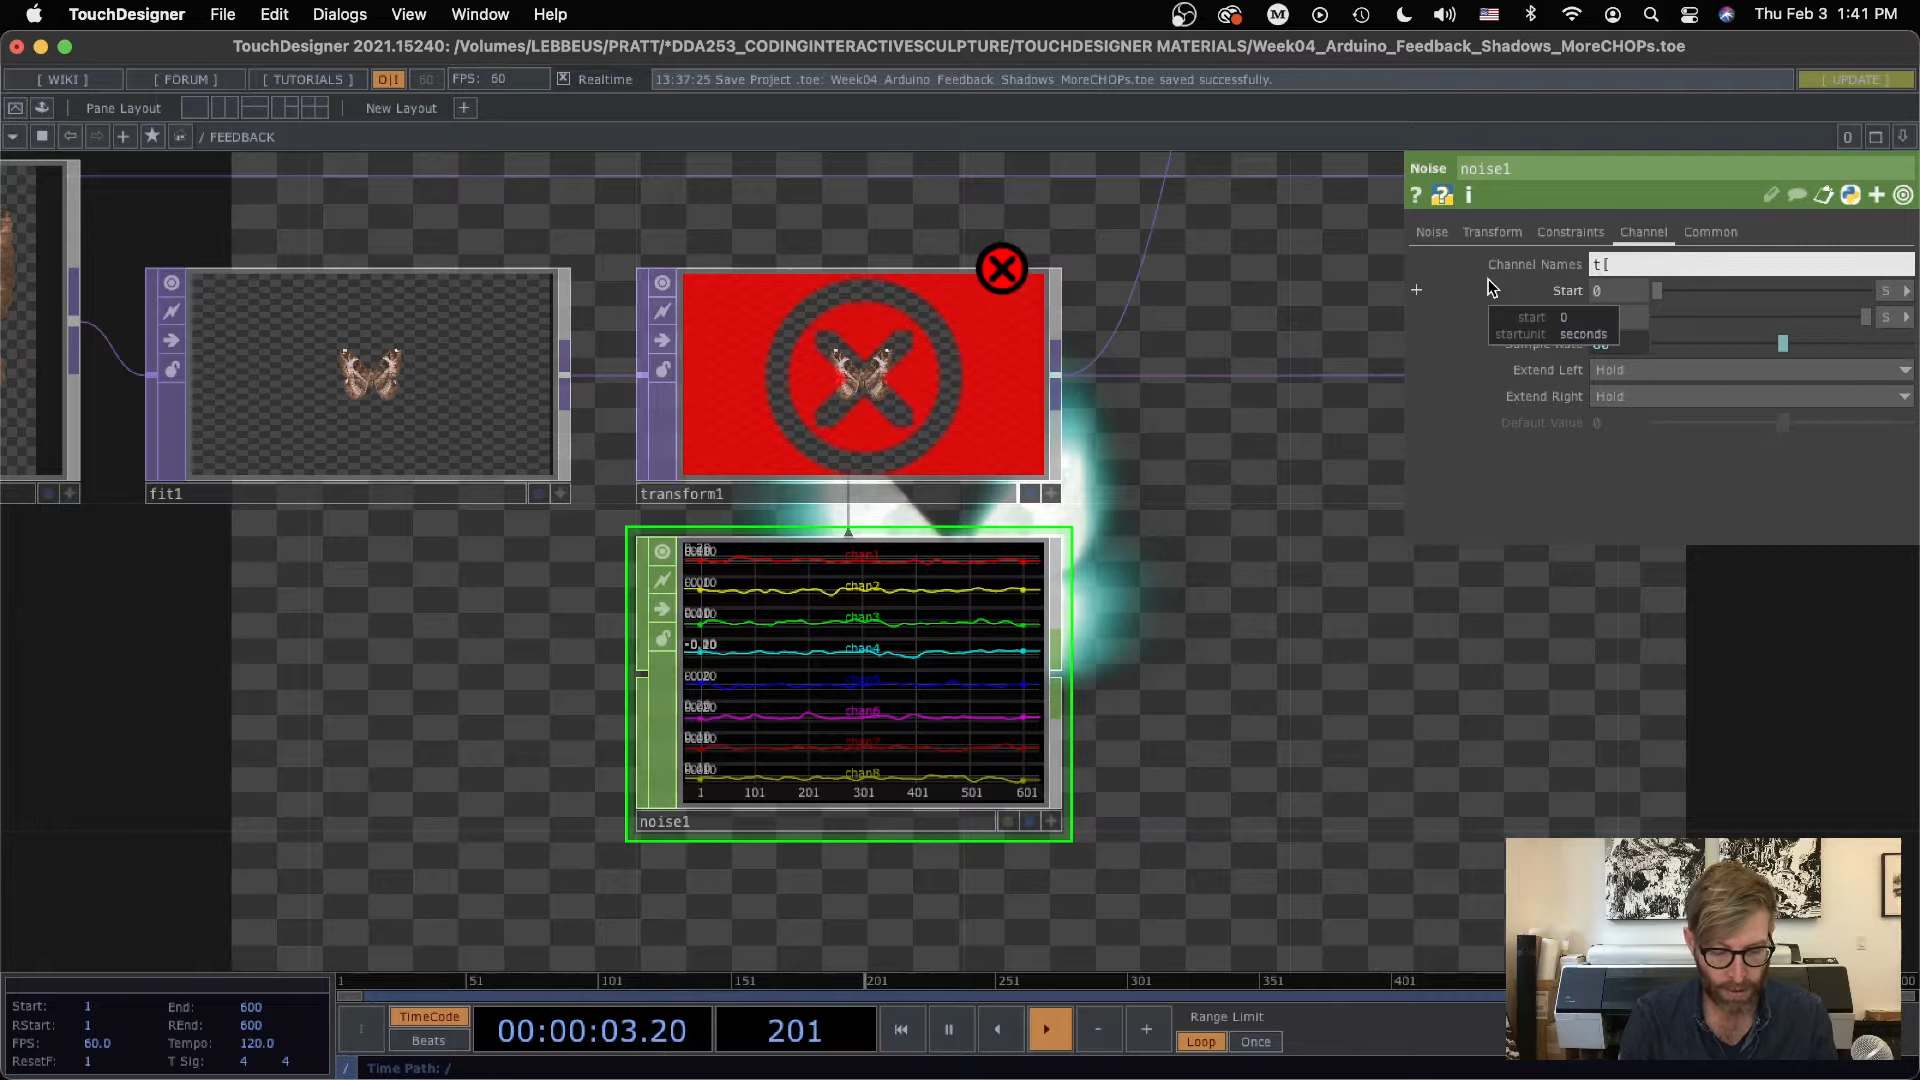 TouchDesigner File Edit Dialogs View Window Help Thu Feb 3 1:41 PM
TouchDesigner 2021.15240: /Volumes/LEBBEUS/PRATT/*DDA253_CODINGINTERACTIVESCULPTURE/TOUCHDESIGNER MATERIALS/Week04_Arduino_Feedback_Shadows_MoreCHOPs.toe
[ WIKI ] [ FORUM ] [ TUTORIALS ] O|I 60 FPS: 60 Realtime 13:37:25 Save Project .toe: Week04_Arduino_Feedback_Shadows_MoreCHOPs.toe saved successfully. [ UPDATE ]
Pane Layout New Layout +
/ FEEDBACK 0
Noise noise1
? ? i
Noise Transform Constraints Channel Common
Channel Names t[
Start 0 S
start 0
startunit seconds S
Extend Left Hold
Extend Right Hold
Default Value 0
fit1
transform1
chan1
chan2
chan3
chan4
chan5
chan6
chan7
chan8
1 101 201 301 401 501 601
noise1
1 51 101 151 201 251 301 351 401
Start: 1 End: 600
RStart: 1 REnd: 600
FPS: 60.0 Tempo: 120.0
ResetF: 1 T Sig: 4 4
TimeCode
Beats
00:00:03.20
201
Range Limit
Loop Once
/ Time Path: /